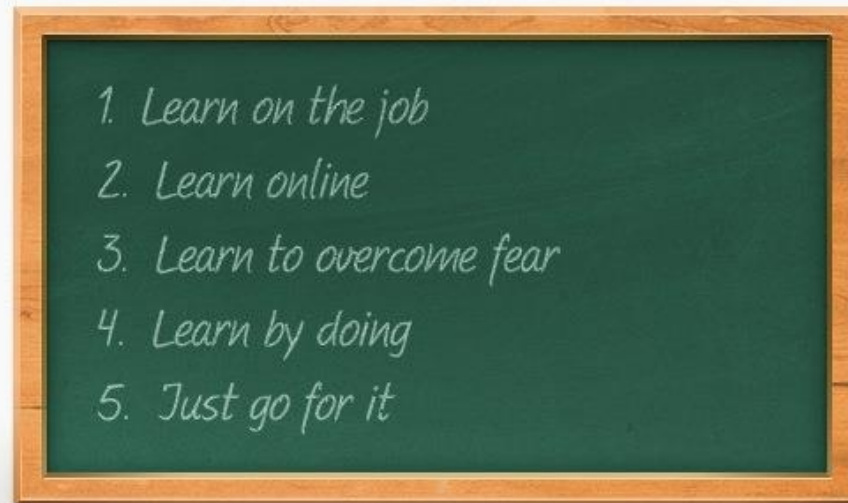 1. Learn on the job
2. Learn online
3. Learn to overcome fear
4. Learn by doing
5. Just go for it